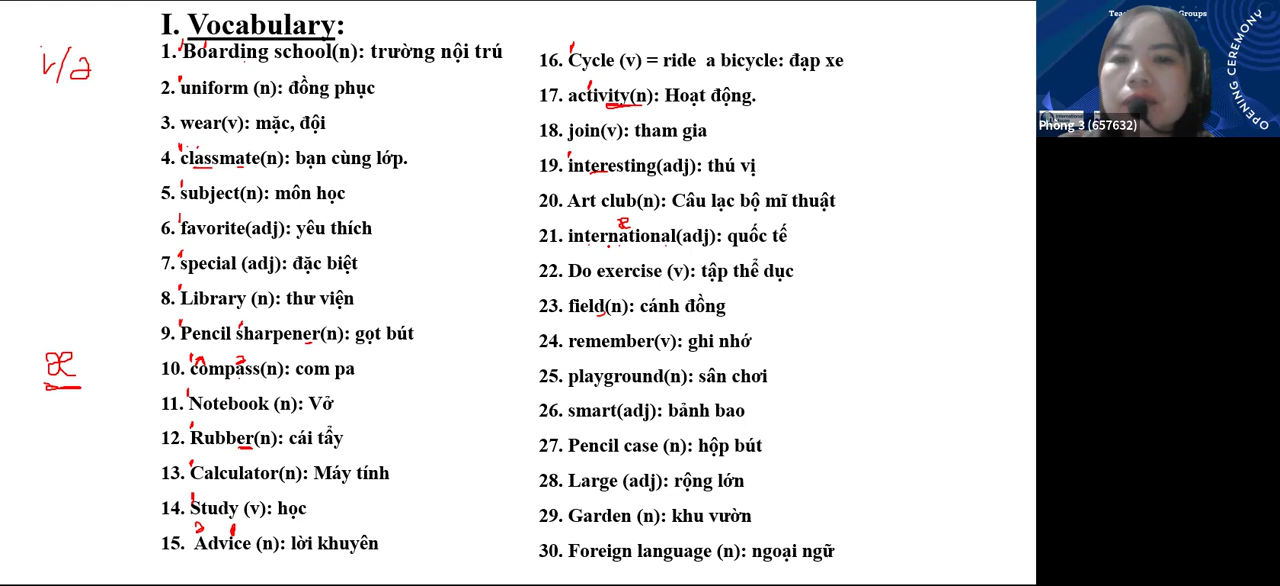 I. Vocabulary:
1. Boarding school(n): trường nội trú
2. uniform (n): đồng phục
3. wear(v): mặc, đội
4. classmate(n): bạn cùng lớp.
5. subject(n): môn học
6. favorite(adj): yêu thích
7. special (adj): đặc biệt
8. Library (n): thư viện
9. Pencil sharpener(n): gọt bút
æ
10. compass(n): com pa
11. Notebook (n): Vở
12. Rubber(n): cái tẩy
13. Calculator(n): Máy tính
14. Study (v): học
15. Advice (n): lời khuyên
16. Cycle (v) = ride a bicycle: đạp xe
17. activity(n): Hoạt động.
18. join(v): tham gia
19. interesting(adj): thú vị
20. Art club(n): Câu lạc bộ mĩ thuật
æ
21. international(adj): quốc tế
22. Do exercise (v): tập thể dục
23. field(n): cánh đồng
24. remember(v): ghi nhớ
25. playground(n): sân chơi
26. smart(adj): bảnh bao
27. Pencil case (n): hộp bút
28. Large (adj): rộng lớn
29. Garden (n): khu vườn
30. Foreign language (n): ngoại ngữ
Groups
OPENING CEREMONY
Phòng 3 (657632)